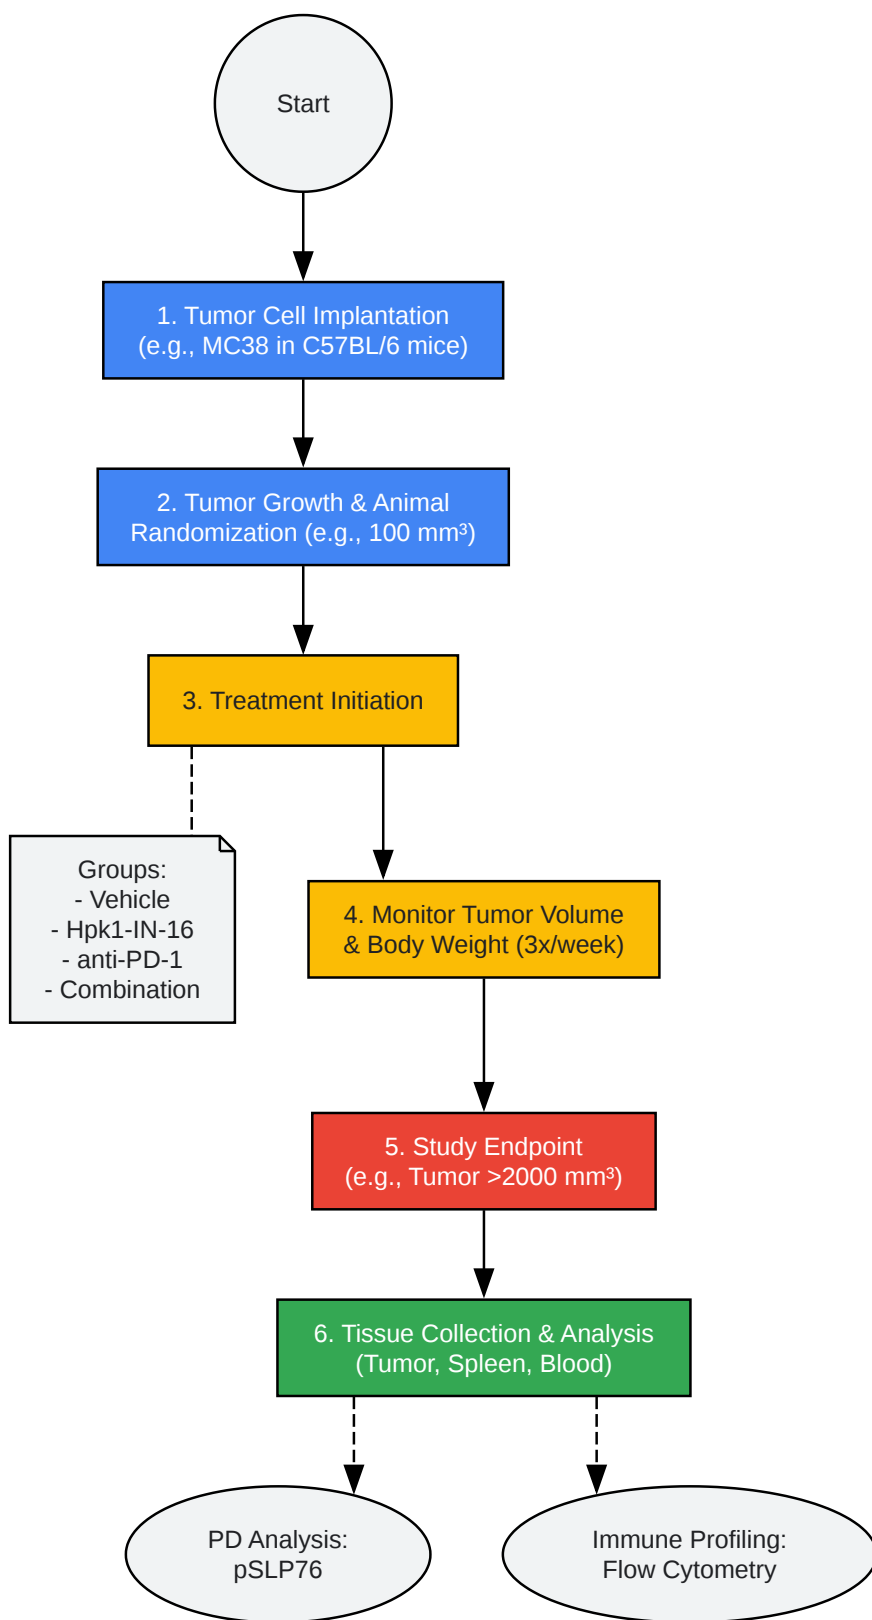 Start
1. Tumor Cell Implantation
(e.g., MC38 in C57BL/6 mice)
2. Tumor Growth & Animal
Randomization (e.g., 100 mm³)
3. Treatment Initiation
Groups:
- Vehicle
- Hpk1-IN-16
- anti-PD-1
- Combination
4. Monitor Tumor Volume
& Body Weight (3x/week)
5. Study Endpoint
(e.g., Tumor >2000 mm³)
6. Tissue Collection & Analysis
(Tumor, Spleen, Blood)
PD Analysis:
pSLP76
Immune Profiling:
Flow Cytometry